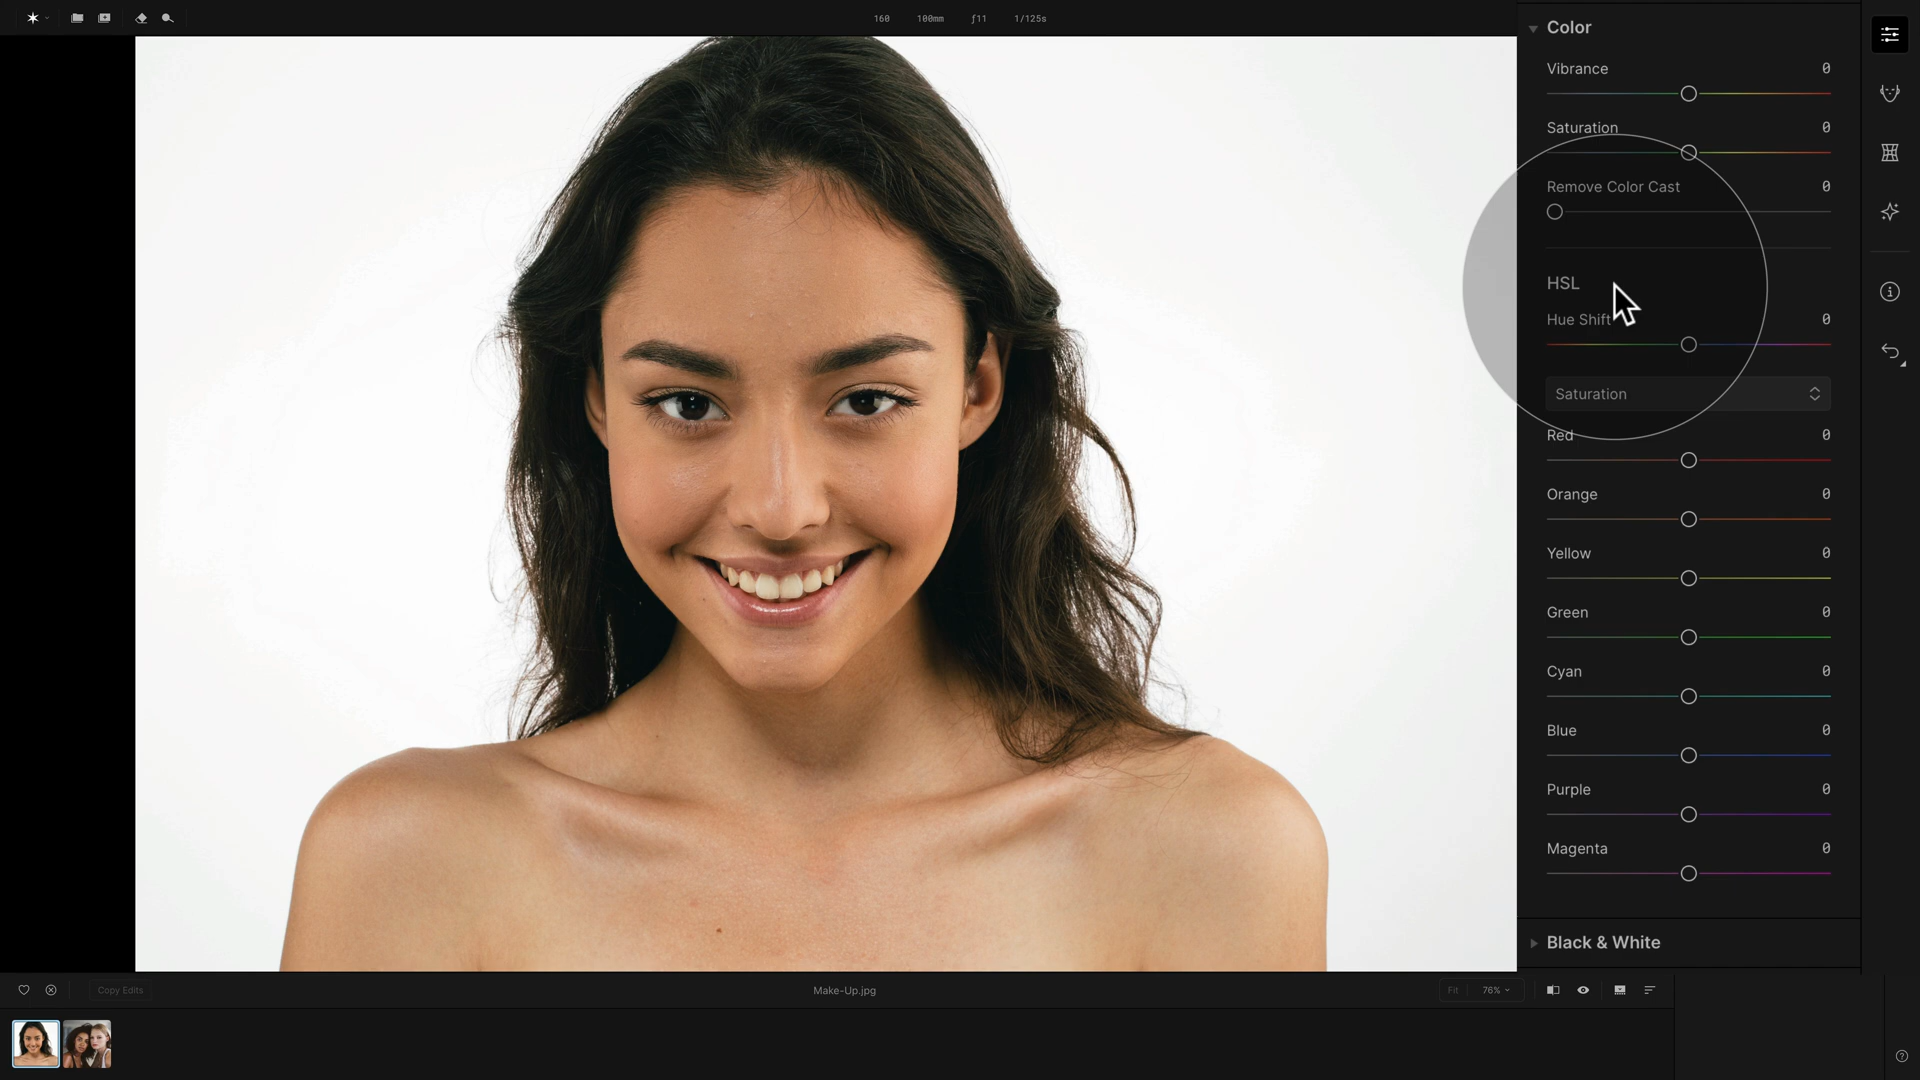 160 100mm ƒ11 1/125s
Color
Vibrance 0
Saturation 0
Remove Color Cast 0
HSL
Hue Shift 0
Saturation
Red 0
Orange 0
Yellow 0
Green 0
Cyan 0
Blue 0
Purple 0
Magenta 0
Black & White
Copy Edits
Make-Up.jpg
Fit 76%